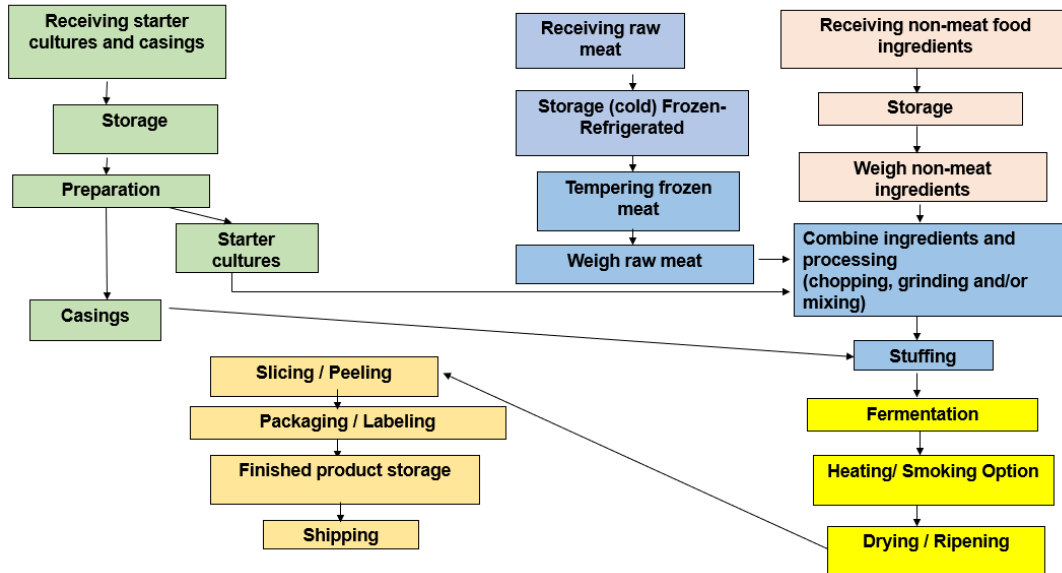 Receiving starter
cultures and casings
Storage
Preparation
Starter
cultures
Casings
Receiving raw
meat
Storage (cold) Frozen-
Refrigerated
Tempering frozen
meat
Weigh raw meat
Receiving non-meat food
ingredients
Storage
Weigh non-meat
ingredients
Combine ingredients and
processing
(chopping, grinding and/or
mixing)
Stuffing
Fermentation
Heating/ Smoking Option
Drying / Ripening
Slicing / Peeling
Packaging / Labeling
Finished product storage
Shipping